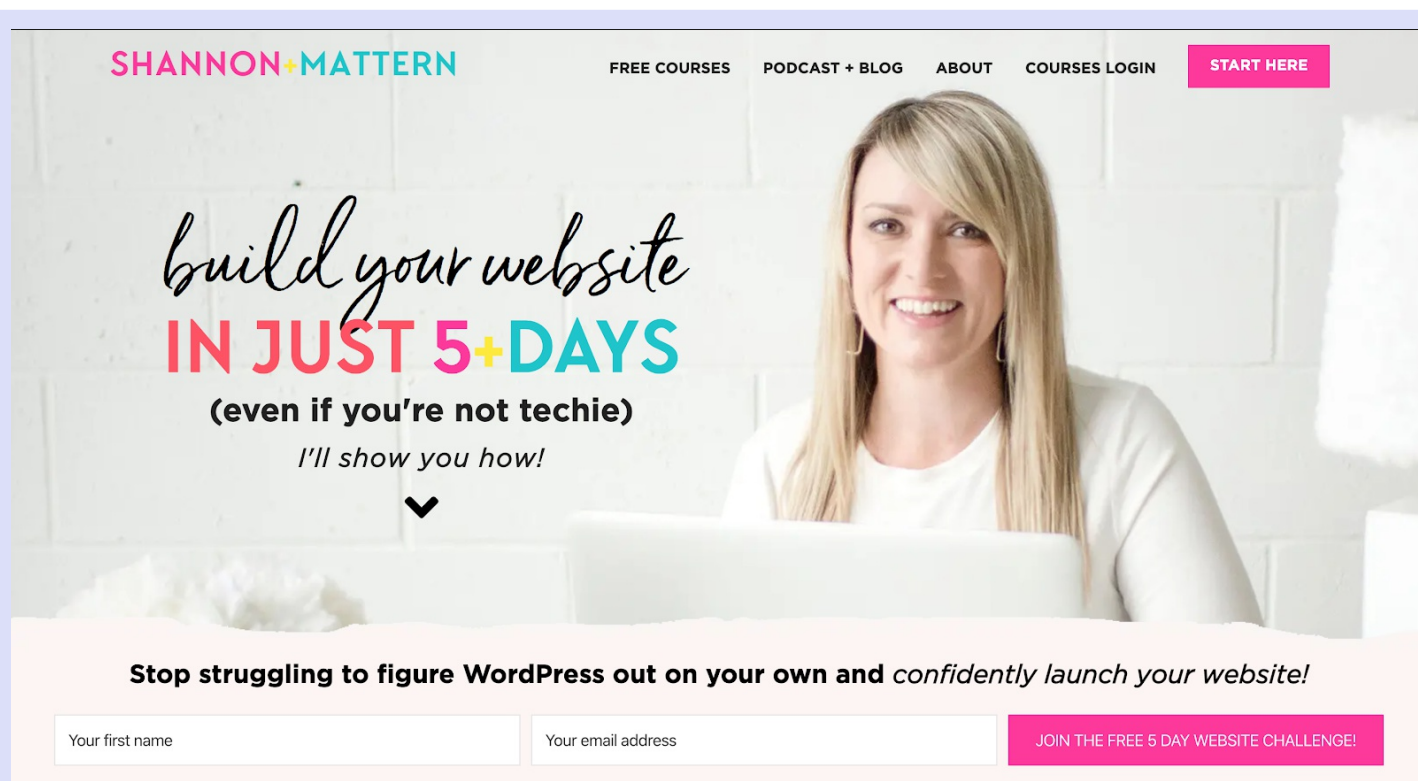 SHANNON+MATTERN
FREE COURSES PODCAST + BLOG ABOUT COURSES LOGIN START HERE
build your website
IN JUST 5+DAYS
(even if you're not techie)
I'll show you how!
Stop struggling to figure WordPress out on your own and confidently launch your website!
Your first name Your email address JOIN THE FREE 5 DAY WEBSITE CHALLENGE!